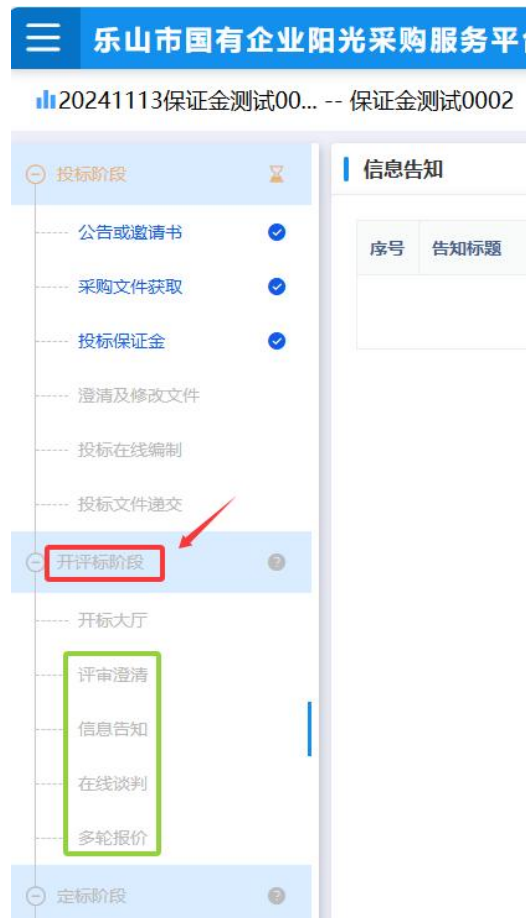 乐山市国有企业阳光采购服务平
20241113保证金测试00... -- 保证金测试0002
投标阶段
公告或邀请书
采购文件获取
投标保证金
澄清及修改文件
投标在线编制
投标文件递交
开评标阶段
开标大厅
评审澄清
信息告知
在线谈判
多轮报价
定标阶段
信息告知
序号 告知标题